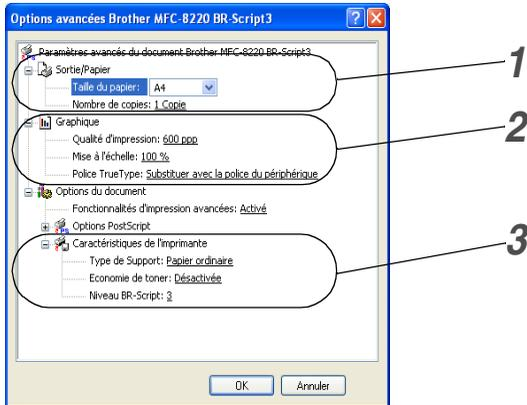 Options avancées Brother MFC-8220 BR-Script3
Paramètres avancés du document Brother MFC-8220 BR-Script3
Sortie/Papier
Taille du papier: A4
Nombre de copies: 1 Copie
Graphique
Qualité d'impression: 600 ppp
Mise à l'échelle: 100 %
Police TrueType: Substituer avec la police du périphérique
Options du document
Fonctionnalités d'impression avancées: Activé
Options PostScript
Caractéristiques de l'imprimante
Type de Support: Papier ordinaire
Economie de toner: Désactivée
Niveau BR-Script: 3
OK Annuler
1
2
3